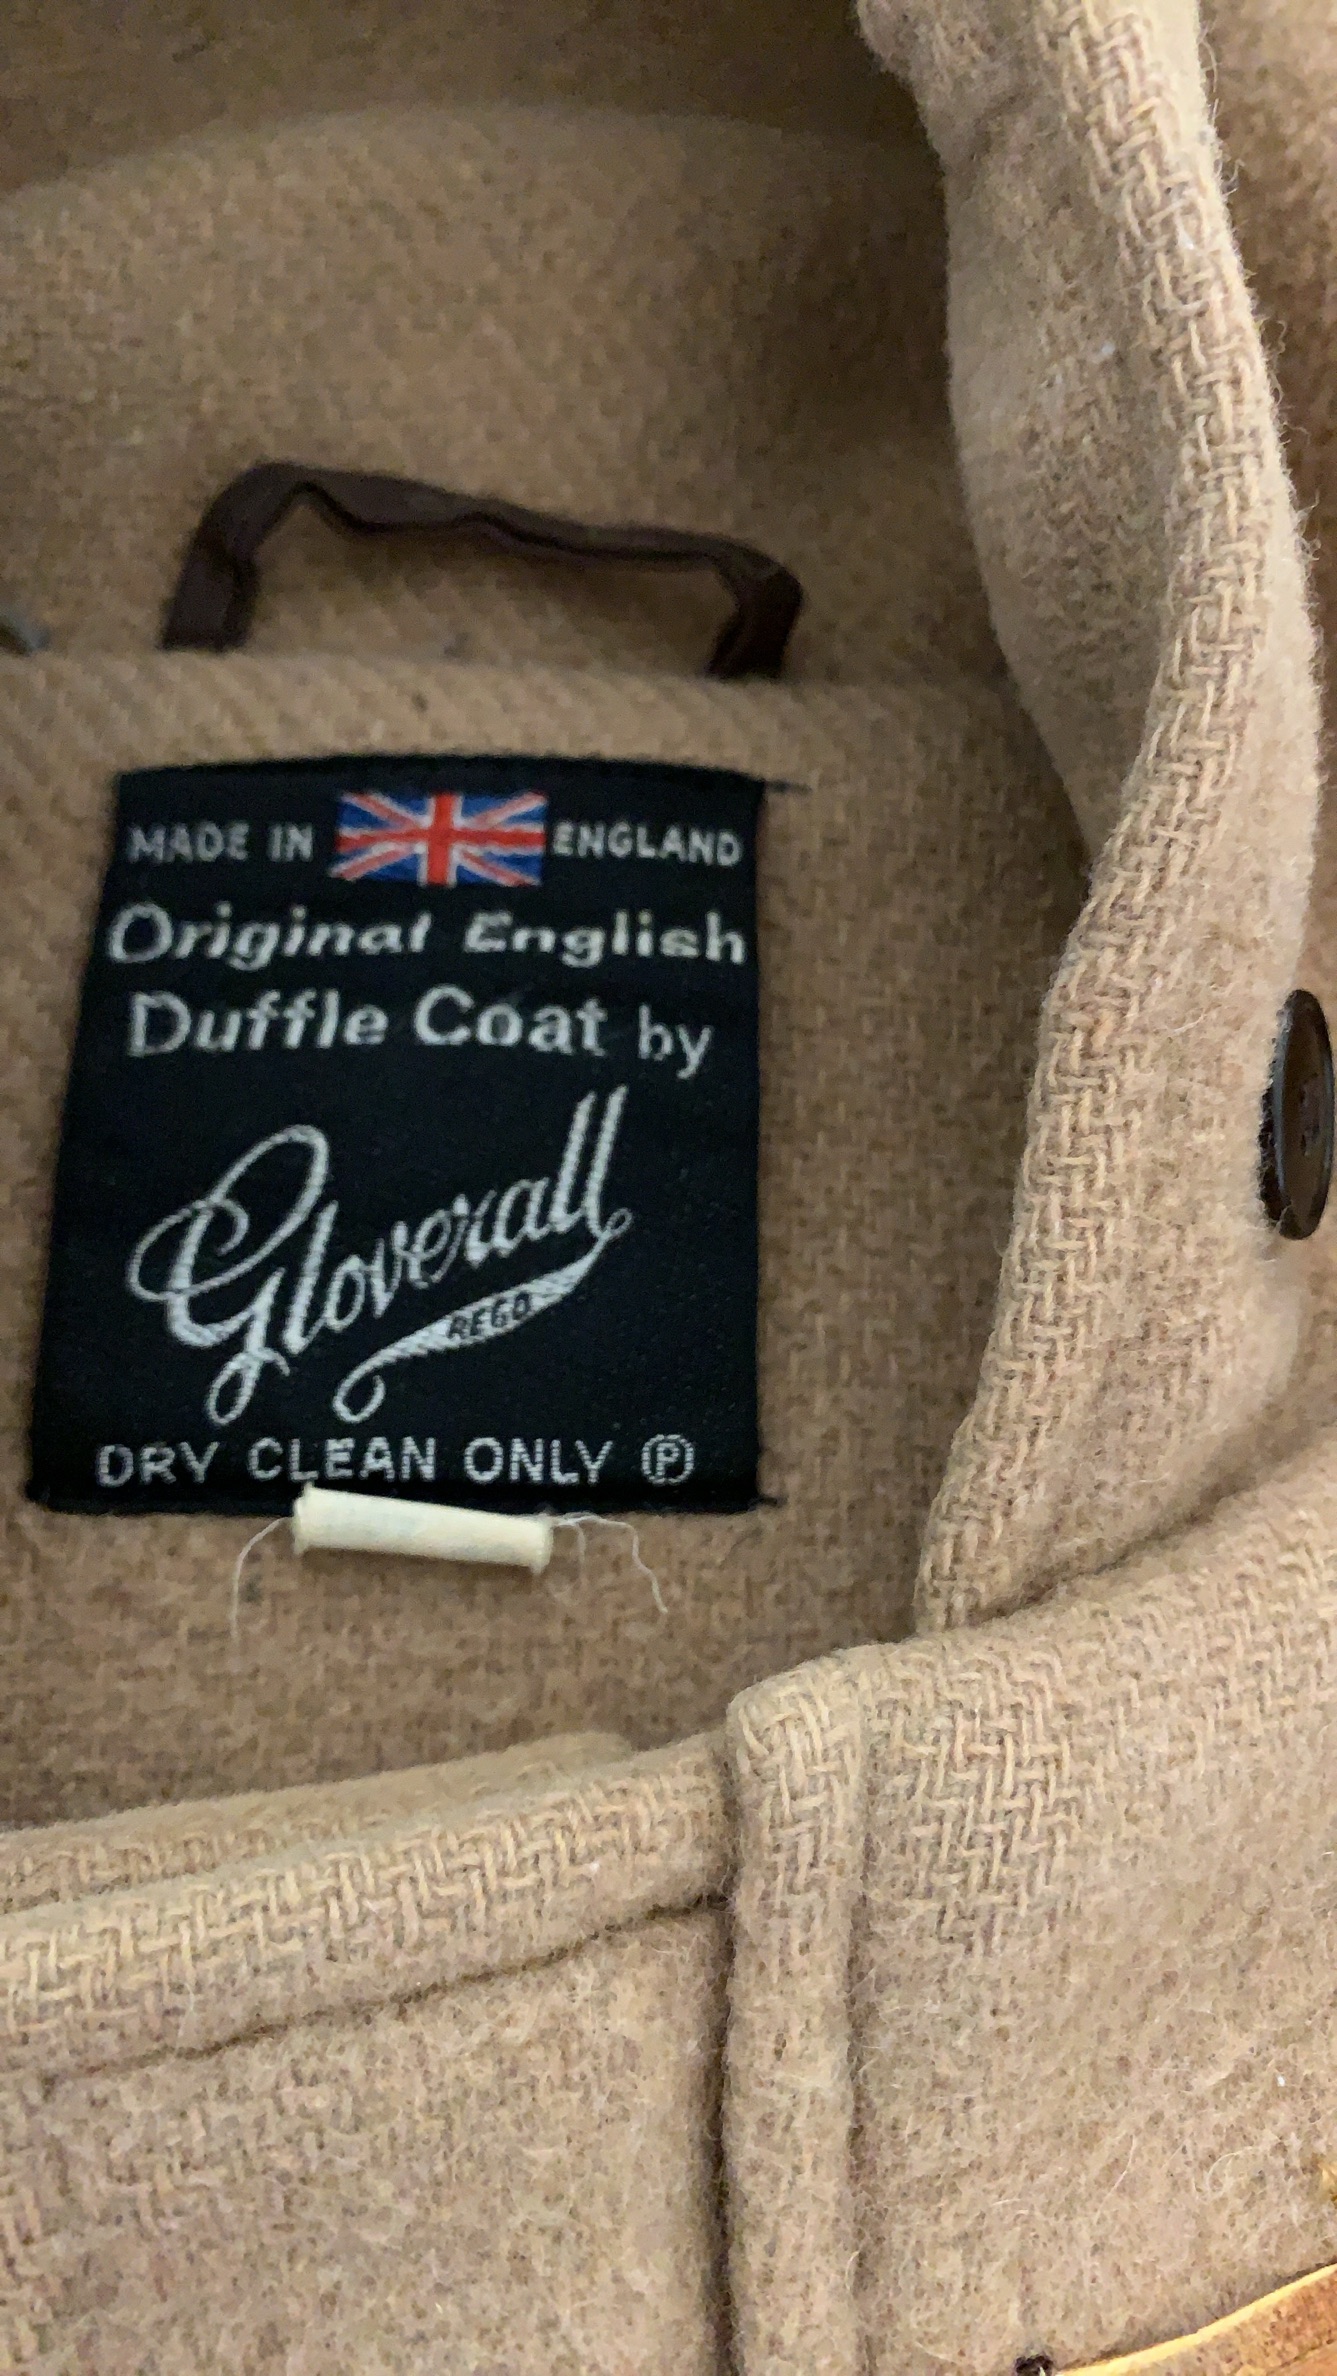 MADE IN ENGLAND
Original English
Duffle Coat by
Gloverall
REGD
DRY CLEAN ONLY Ⓟ